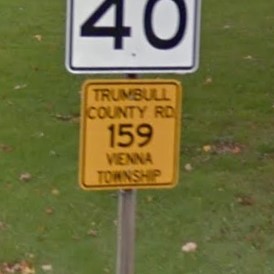 40
TRUMBULL
COUNTY RD
159
VIENNA
TOWNSHIP